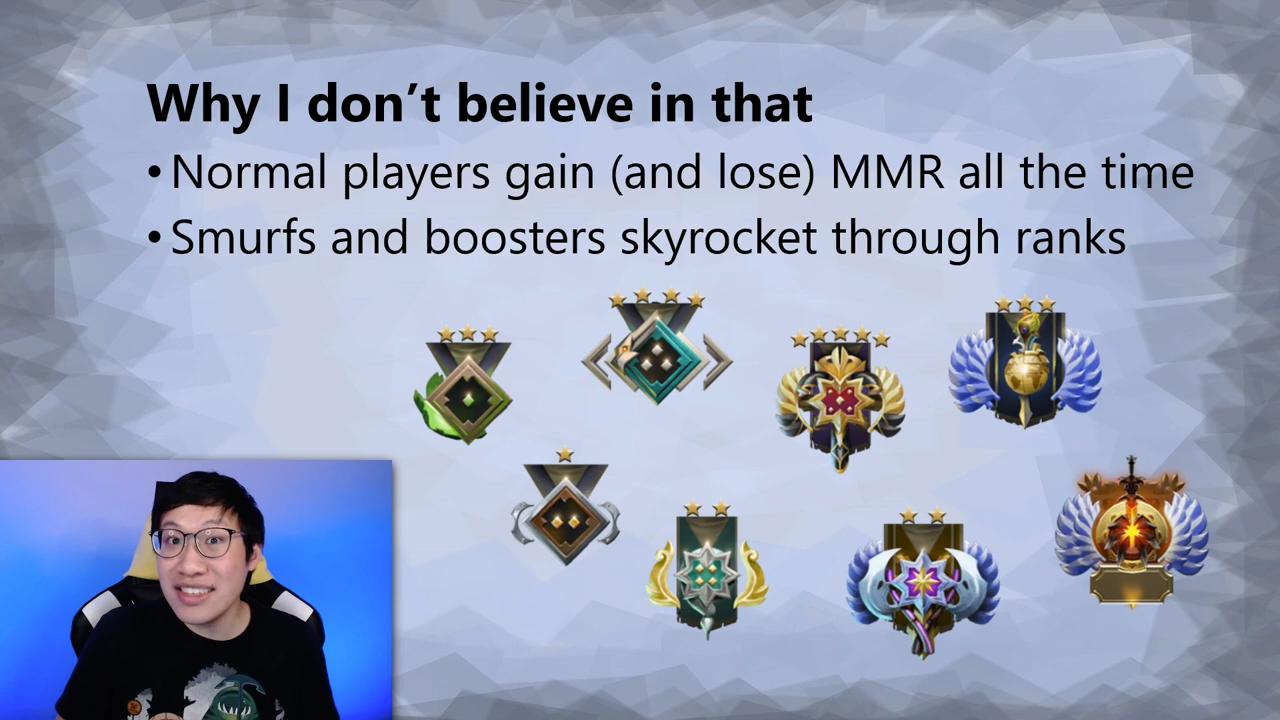 Why I don’t believe in that
• Normal players gain (and lose) MMR all the time
• Smurfs and boosters skyrocket through ranks